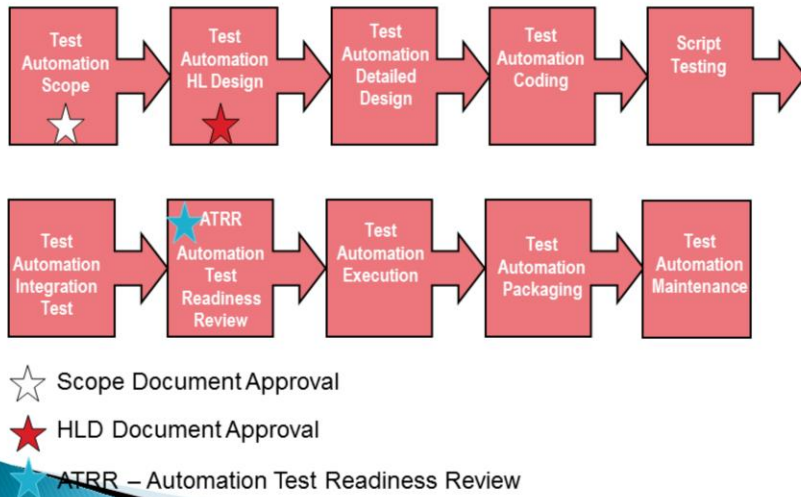 Test
Automation
Scope
Test
Automation
HL Design
Test
Automation
Detailed
Design
Test
Automation
Coding
Script
Testing
Test
Automation
Integration
Test
ATRR
Automation
Test
Readiness
Review
Test
Automation
Execution
Test
Automation
Packaging
Test
Automation
Maintenance
Scope Document Approval
HLD Document Approval
ATRR – Automation Test Readiness Review